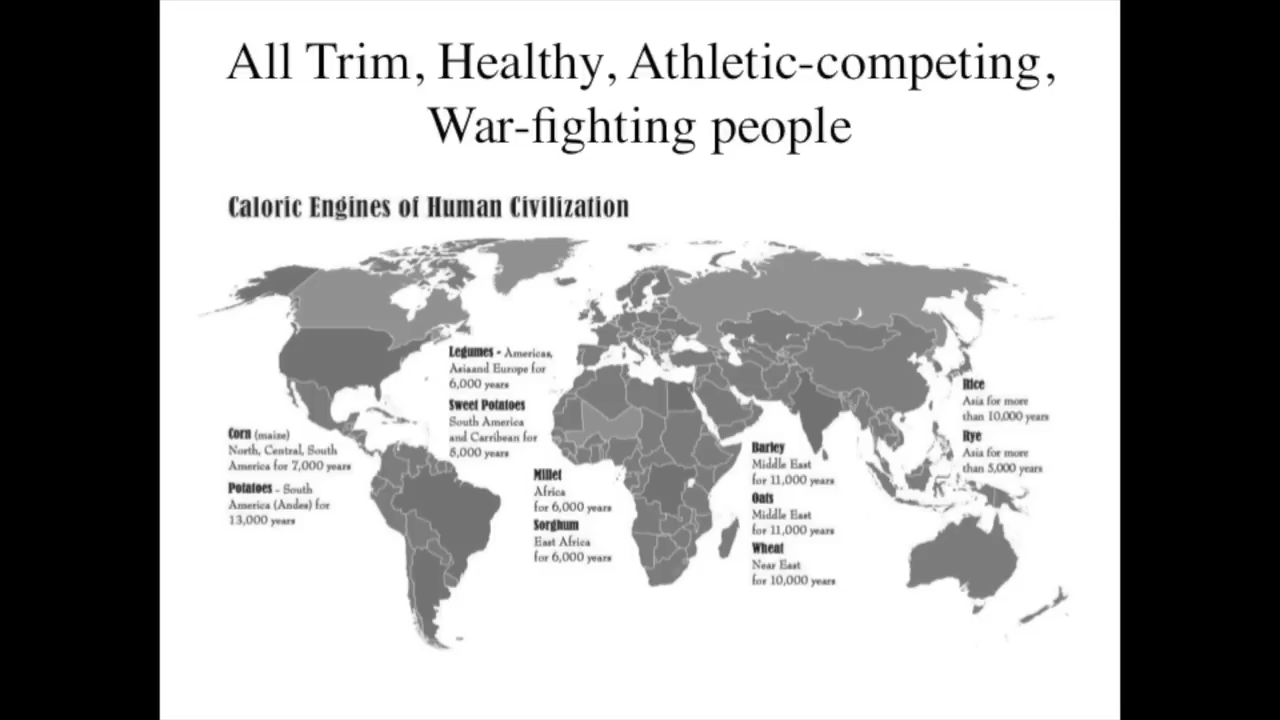 All Trim, Healthy, Athletic-competing,
War-fighting people
Caloric Engines of Human Civilization
Legumes - Americas,
Asiaand Europe for
6,000 years
Sweet Potatoes
South America
and Carribean for
5,000 years
Corn (maize)
North, Central, South
America for 7,000 years
Potatoes - South
America (Andes) for
13,000 years
Millet
Africa
for 6,000 years
Sorghum
East Africa
for 6,000 years
Barley
Middle East
for 11,000 years
Oats
Middle East
for 11,000 years
Wheat
Near East
for 10,000 years
Rice
Asia for more
than 10,000 years
Rye
Asia for more
than 5,000 years